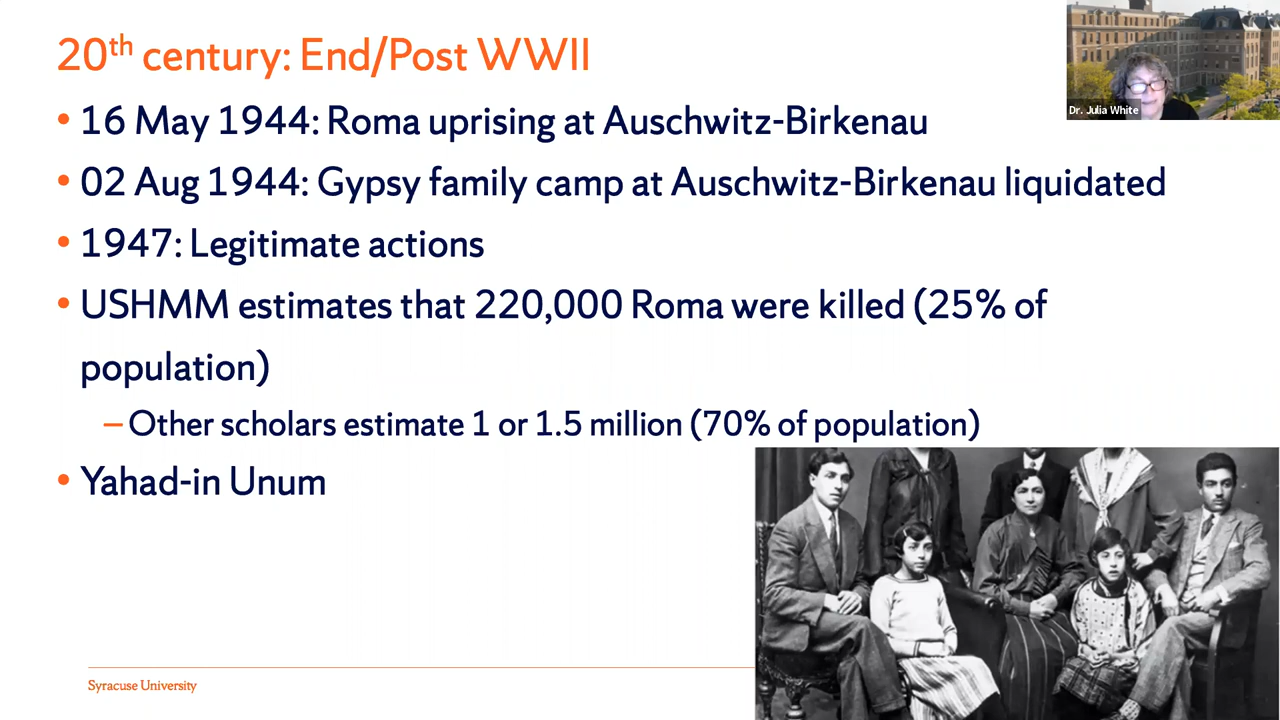 20th century: End/Post WWII
Dr. Julia White
• 16 May 1944: Roma uprising at Auschwitz-Birkenau
• 02 Aug 1944: Gypsy family camp at Auschwitz-Birkenau liquidated
• 1947: Legitimate actions
• USHMM estimates that 220,000 Roma were killed (25% of
population)
– Other scholars estimate 1 or 1.5 million (70% of population)
• Yahad-in Unum
Syracuse University